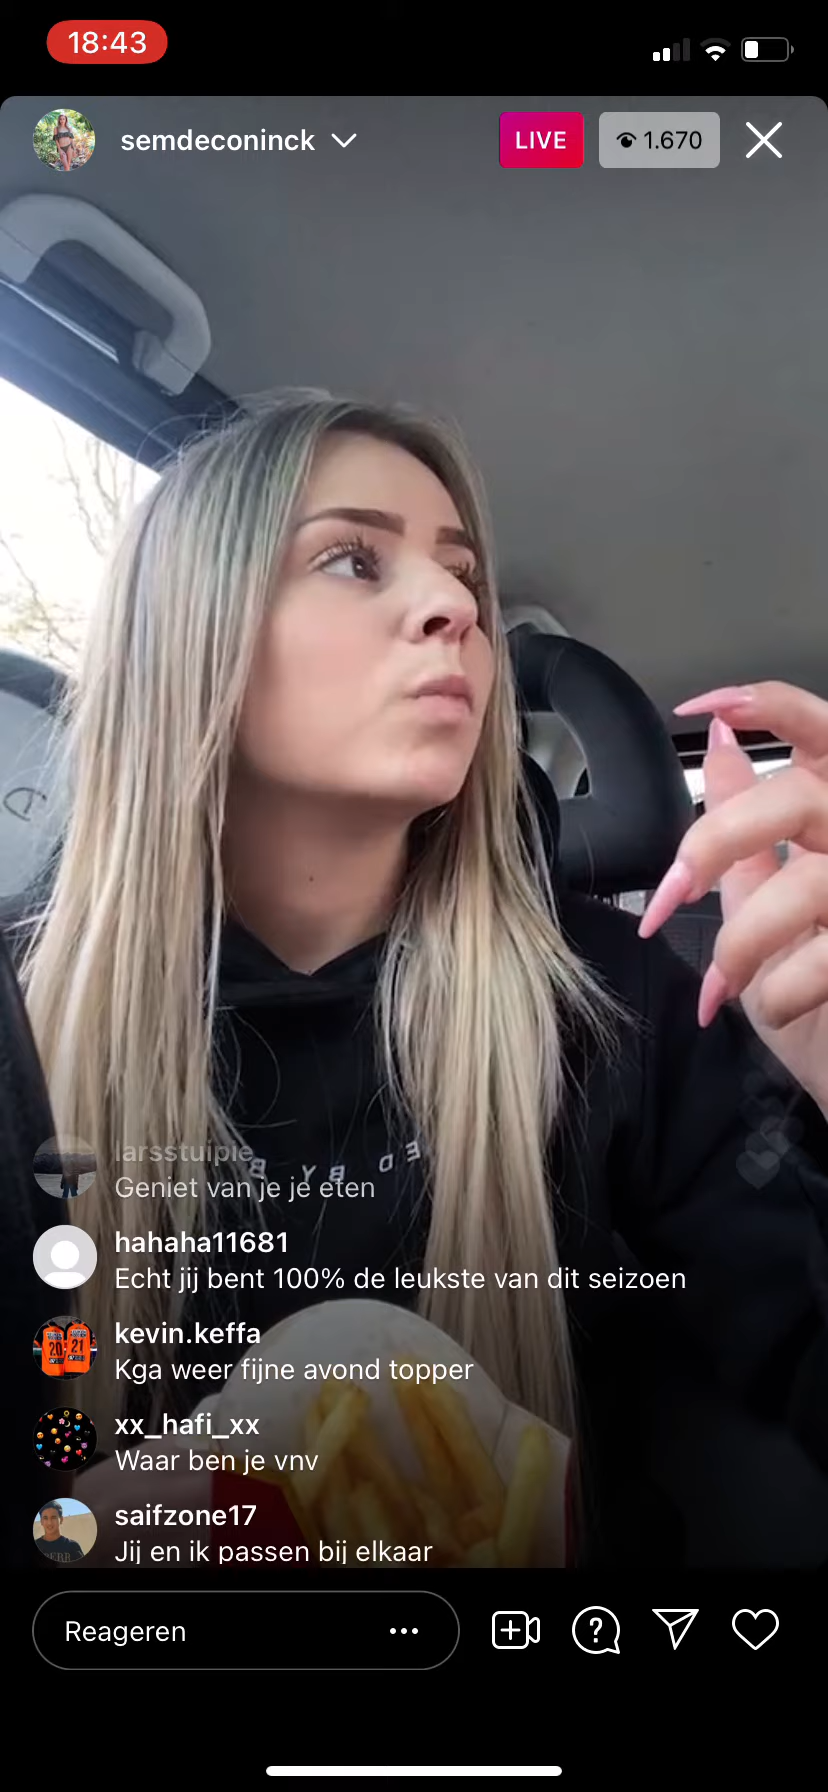 18:43
semdeconinck
LIVE
1.670
larsstuipie
Geniet van je je eten
hahaha11681
Echt jij bent 100% de leukste van dit seizoen
kevin.keffa
Kga weer fijne avond topper
xx_hafi_xx
Waar ben je vnv
saifzone17
Jij en ik passen bij elkaar
Reageren